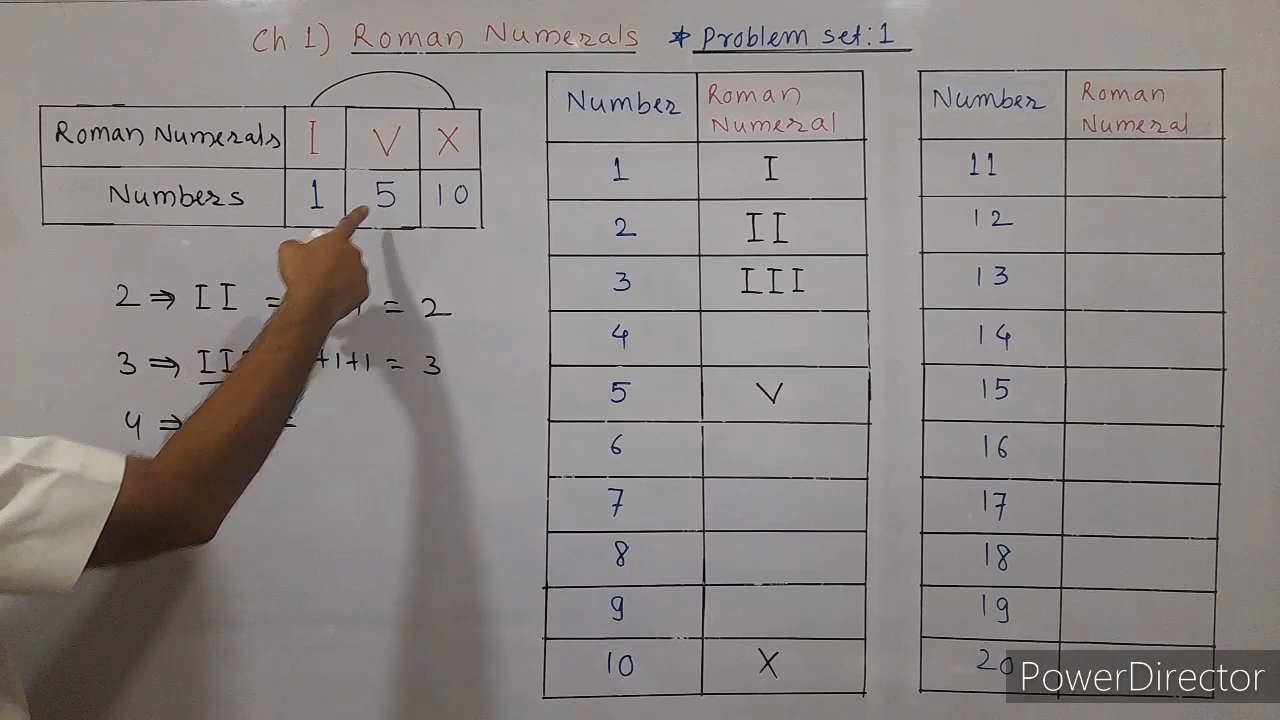 Ch 1) Roman Numerals * Problem set: 1
Roman Numerals I V X
Numbers 1 5 10
2 ⇒ II = = 2
3 ⇒ II +1+1 = 3
4 ⇒ =
Number Roman Numeral
1 I
2 II
3 III
4
5 V
6
7
8
9
10 X
Number Roman Numeral
11
12
13
14
15
16
17
18
19
20
PowerDirector